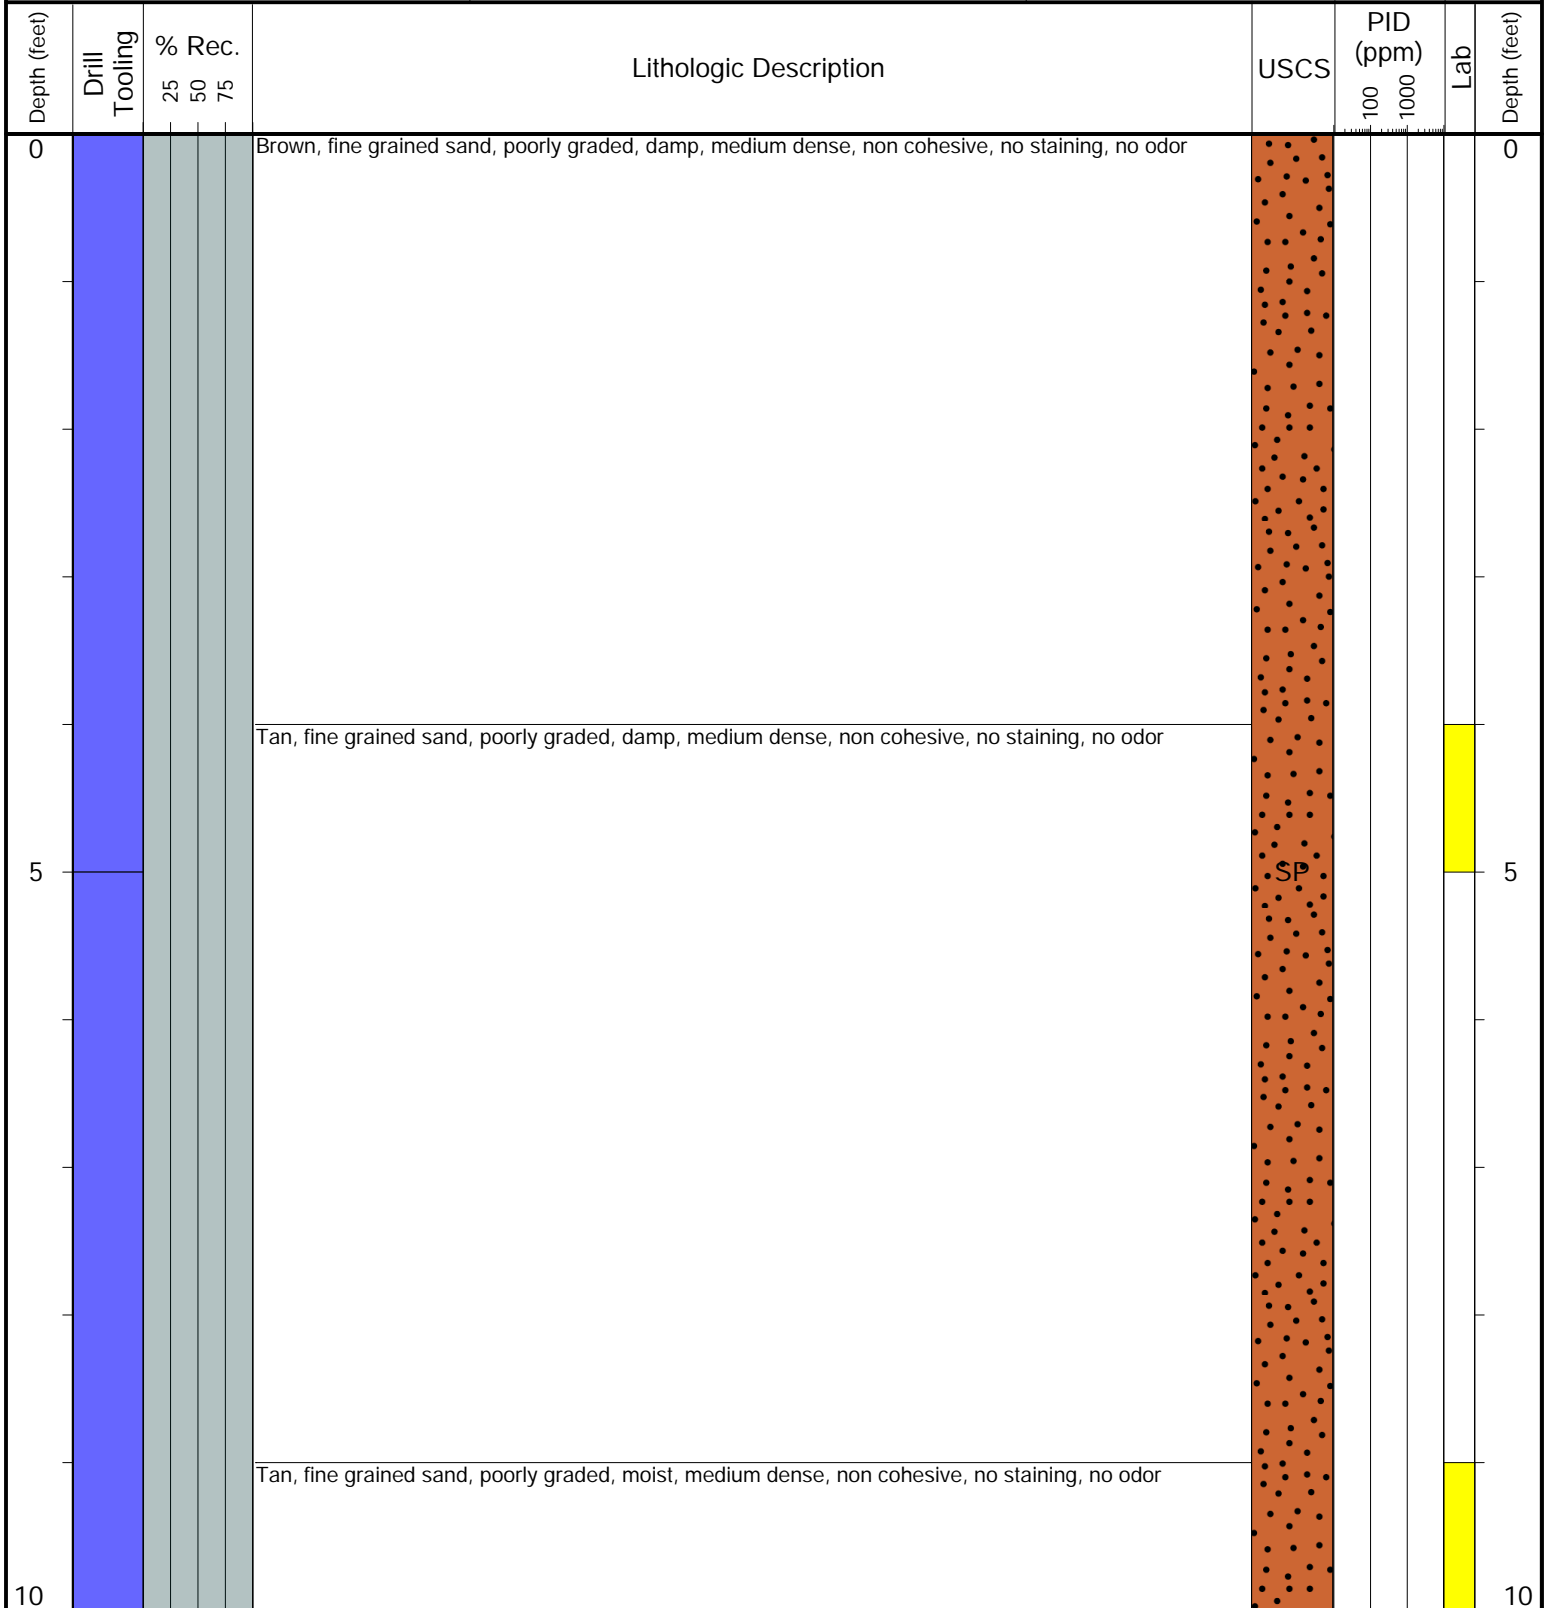 Depth (feet)
Drill
Tooling
% Rec.
25 50 75
Lithologic Description
USCS
PID
(ppm)
100 1000
Lab
Depth (feet)
0 Brown, fine grained sand, poorly graded, damp, medium dense, non cohesive, no staining, no odor 0
Tan, fine grained sand, poorly graded, damp, medium dense, non cohesive, no staining, no odor
5 SP 5
Tan, fine grained sand, poorly graded, moist, medium dense, non cohesive, no staining, no odor
10 10